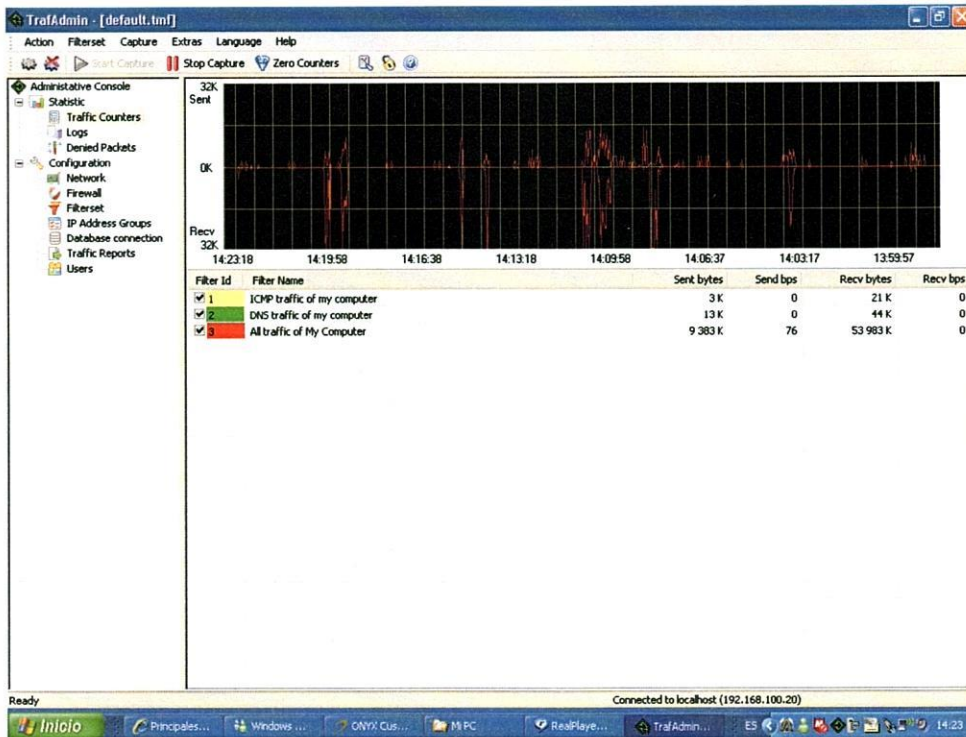 TrafAdmin - [default.tmf]
Action Filterset Capture Extras Language Help
Start Capture Stop Capture Zero Counters
Administative Console
Statistic
Traffic Counters
Logs
Denied Packets
Configuration
Network
Firewall
Filterset
IP Address Groups
Database connection
Traffic Reports
Users
32K
Sent
0K
Recv
32K
14:23:18 14:19:58 14:16:38 14:13:18 14:09:58 14:06:37 14:03:17 13:59:57
Filter Id Filter Name Sent bytes Send bps Recv bytes Recv bps
1 ICMP traffic of my computer 3 K 0 21 K 0
2 DNS traffic of my computer 13 K 0 44 K 0
3 All traffic of My Computer 9 383 K 76 53 983 K 0
Ready Connected to localhost (192.168.100.20)
Inicio Principales... Windows ... ONYX Cus... Mi PC RealPlaye... TrafAdmin... ES 14:23